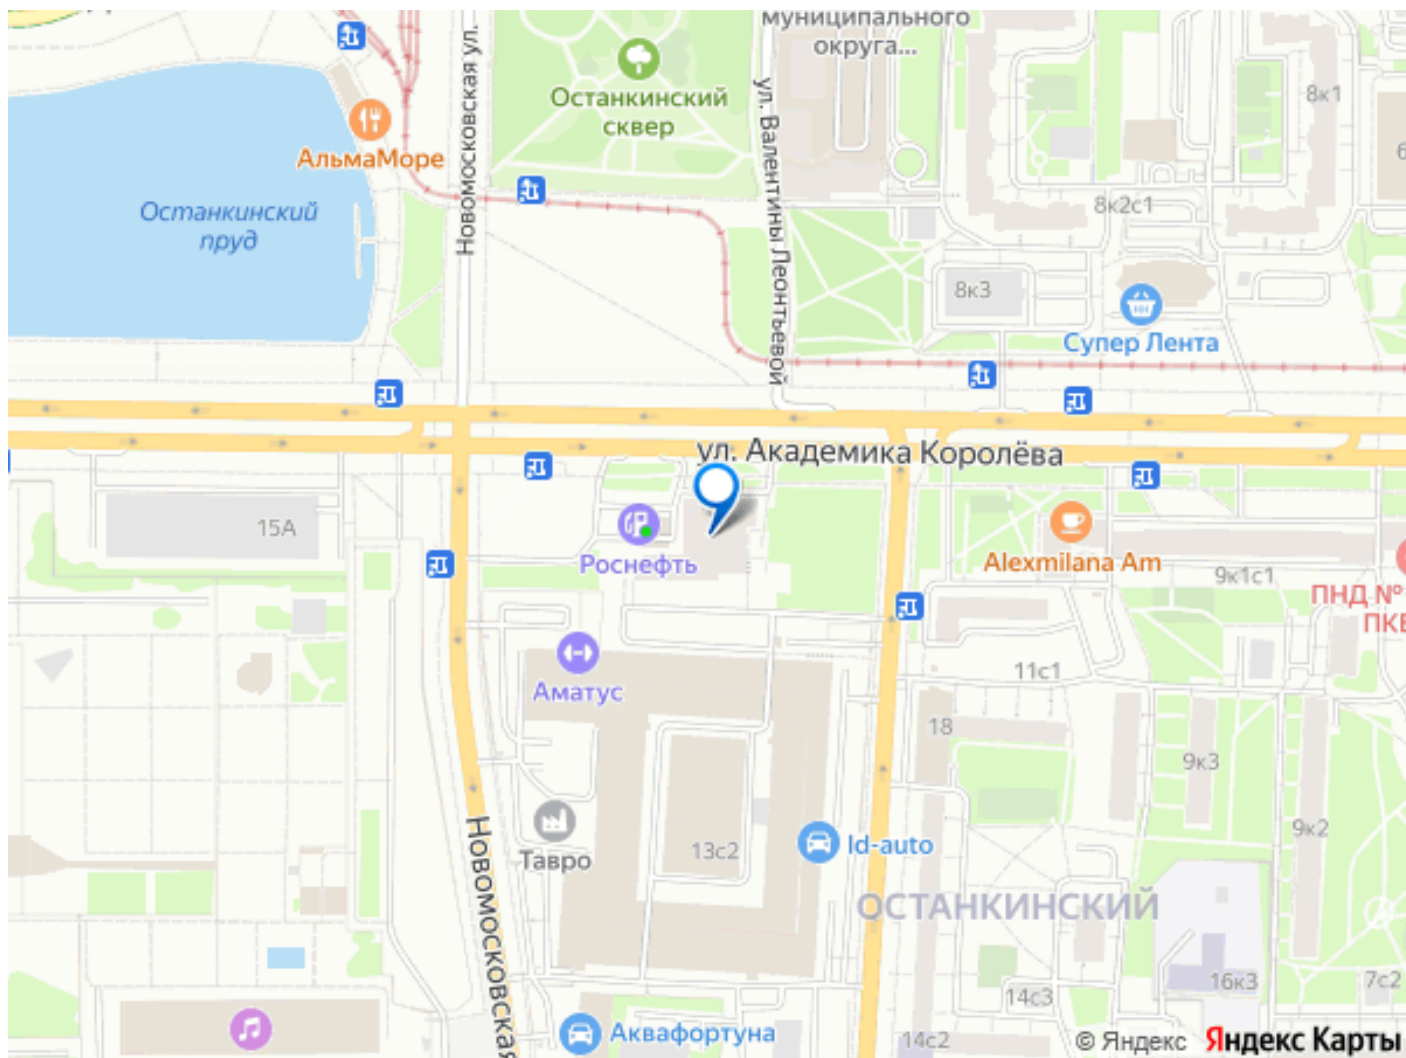 муниципального
округа...
Новомосковская ул.
Останкинский
сквер
ул. Валентины Леонтьевой
8к1
АльмаМоре
Останкинский
пруд
8к2с1
8к3
Супер Лента
ул. Академика Королёва
15А
Роснефть
Alexmilana Am
9к1с1
ПНД №
Аматус
11с1
18
9к3
Тавро
13с2
Id-auto
9к2
Новомосковская
ОСТАНКИНСКИЙ
16к3
7с2
14с3
Аквафортуна
14с2
© Яндекс Яндекс Карты